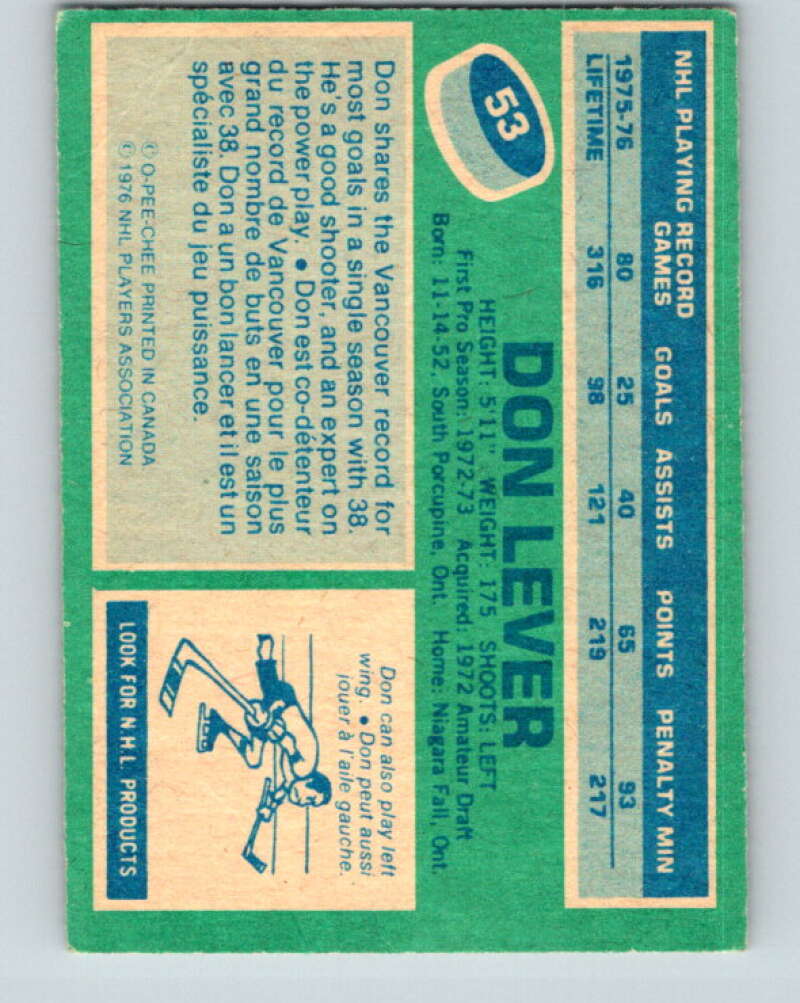 NHL PLAYING RECORD
GAMES GOALS ASSISTS POINTS PENALTY MIN
1975-76 80 25 40 65 93
LIFETIME 316 98 121 219 217
53
DON LEVER
HEIGHT: 5'11" WEIGHT: 175 SHOOTS: LEFT
First Pro Season: 1972-73 Acquired: 1972 Amateur Draft
Born: 11-14-52, South Porcupine, Ont. Home: Niagara Fall, Ont.
Don shares the Vancouver record for
most goals in a single season with 38.
He's a good shooter, and an expert on
the power play. • Don est co-détenteur
du record de Vancouver pour le plus
grand nombre de buts en une saison
avec 38. Don a un bon lancer et il est un
spécialiste du jeu puissance.
© O-PEE-CHEE PRINTED IN CANADA
© 1976 NHL PLAYERS ASSOCIATION
Don can also play left
wing. • Don peut aussi
jouer à l'aile gauche.
LOOK FOR N.H.L. PRODUCTS